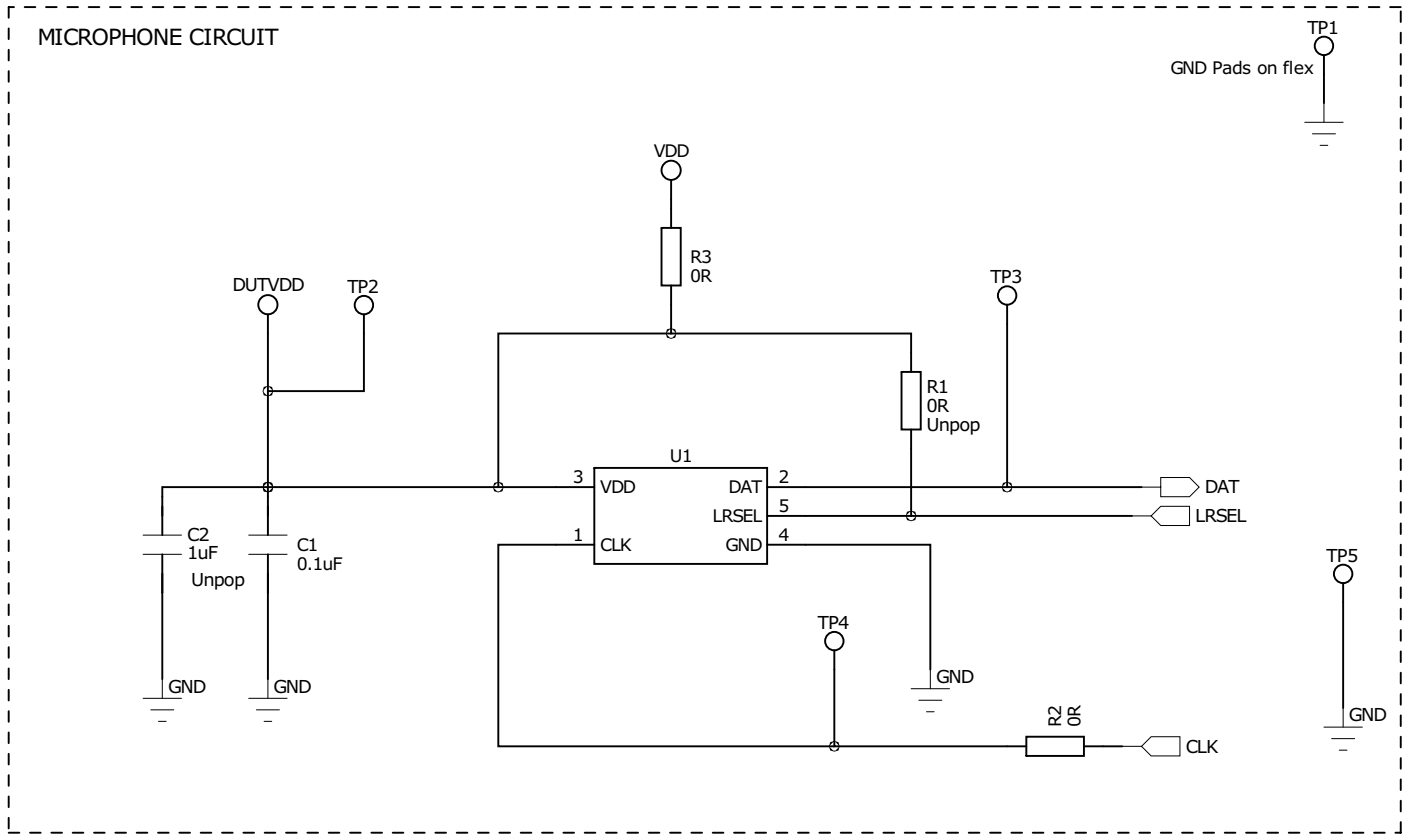 MICROPHONE CIRCUIT
TP1
GND Pads on flex
VDD
R3
0R
DUTVDD
TP2
TP3
R1
0R
Unpop
U1
3
VDD
DAT
2
DAT
LRSEL
5
LRSEL
1
CLK
GND
4
C2
1uF
Unpop
C1
0.1uF
TP5
TP4
GND
GND
GND
GND
R2
0R
CLK